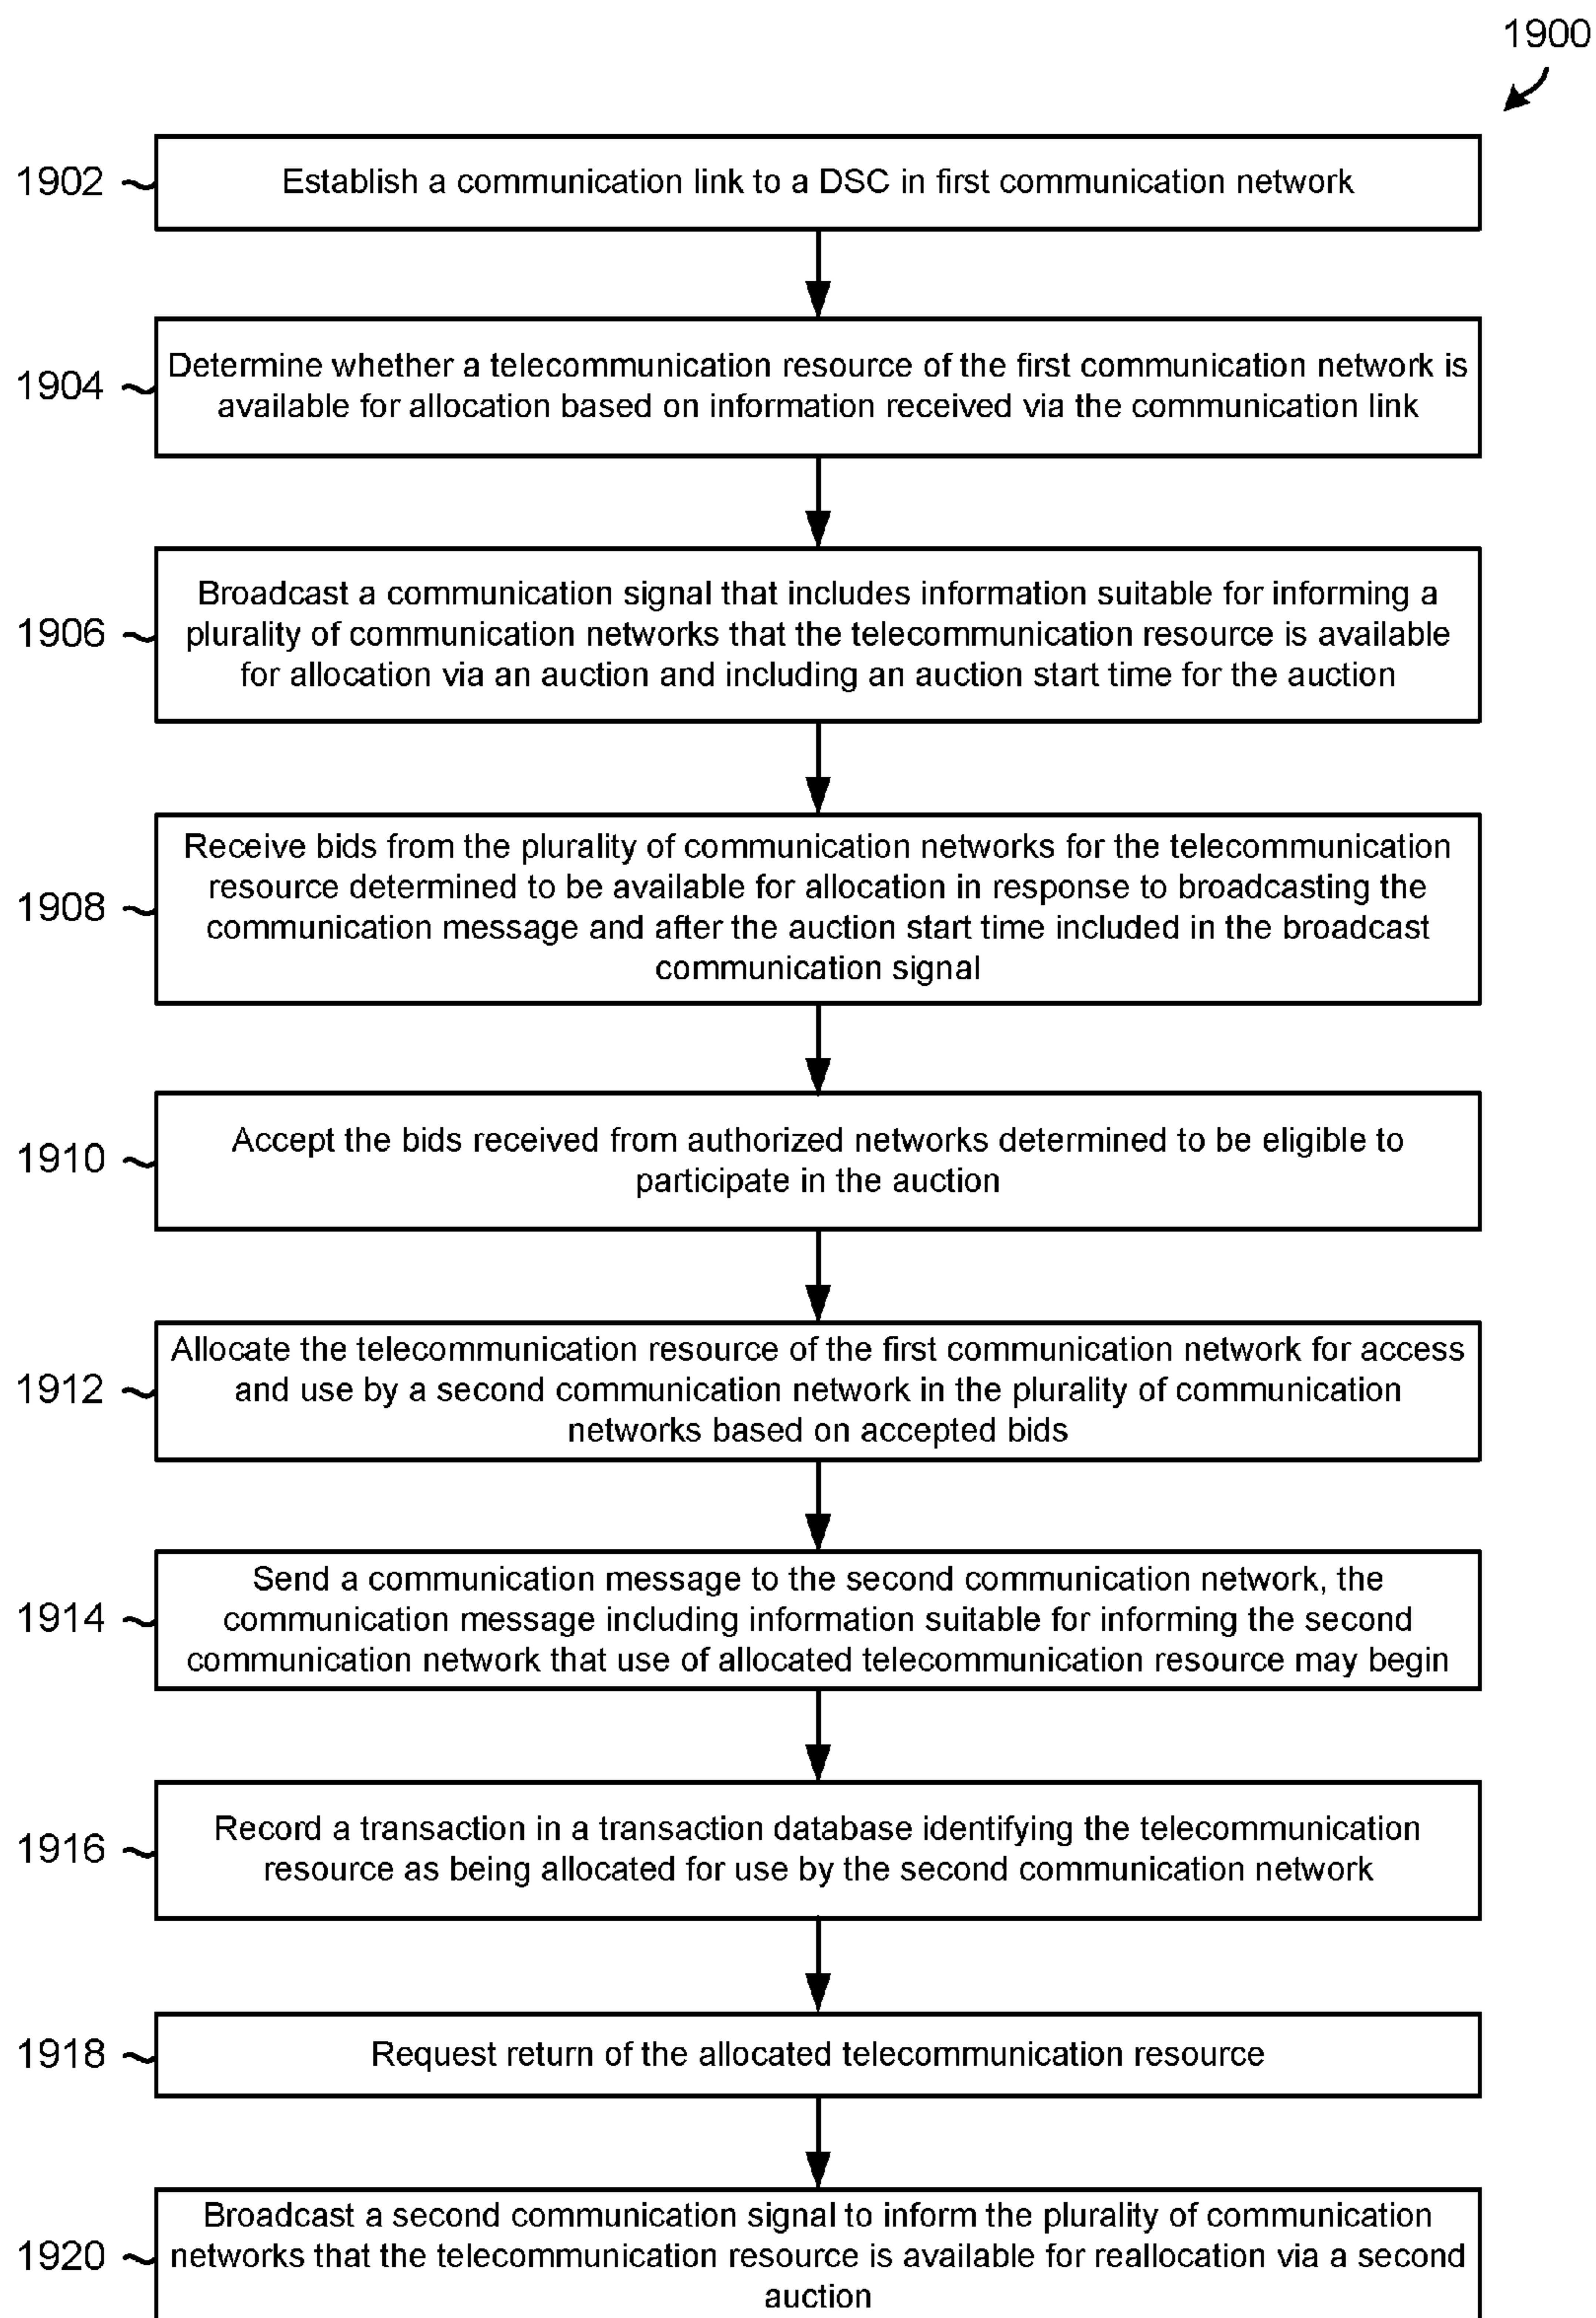 1900
1902
Establish a communication link to a DSC in first communication network
1904
Determine whether a telecommunication resource of the first communication network is
available for allocation based on information received via the communication link
1906
Broadcast a communication signal that includes information suitable for informing a
plurality of communication networks that the telecommunication resource is available
for allocation via an auction and including an auction start time for the auction
1908
Receive bids from the plurality of communication networks for the telecommunication
resource determined to be available for allocation in response to broadcasting the
communication message and after the auction start time included in the broadcast
communication signal
1910
Accept the bids received from authorized networks determined to be eligible to
participate in the auction
1912
Allocate the telecommunication resource of the first communication network for access
and use by a second communication network in the plurality of communication
networks based on accepted bids
1914
Send a communication message to the second communication network, the
communication message including information suitable for informing the second
communication network that use of allocated telecommunication resource may begin
1916
Record a transaction in a transaction database identifying the telecommunication
resource as being allocated for use by the second communication network
1918
Request return of the allocated telecommunication resource
1920
Broadcast a second communication signal to inform the plurality of communication
networks that the telecommunication resource is available for reallocation via a second
auction